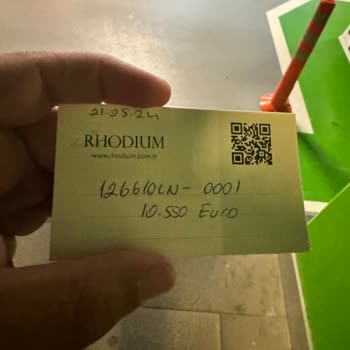 21-05-24
RHODIUM
www.rhodium.com.tr
126610LN- 0001
10.550 Euro